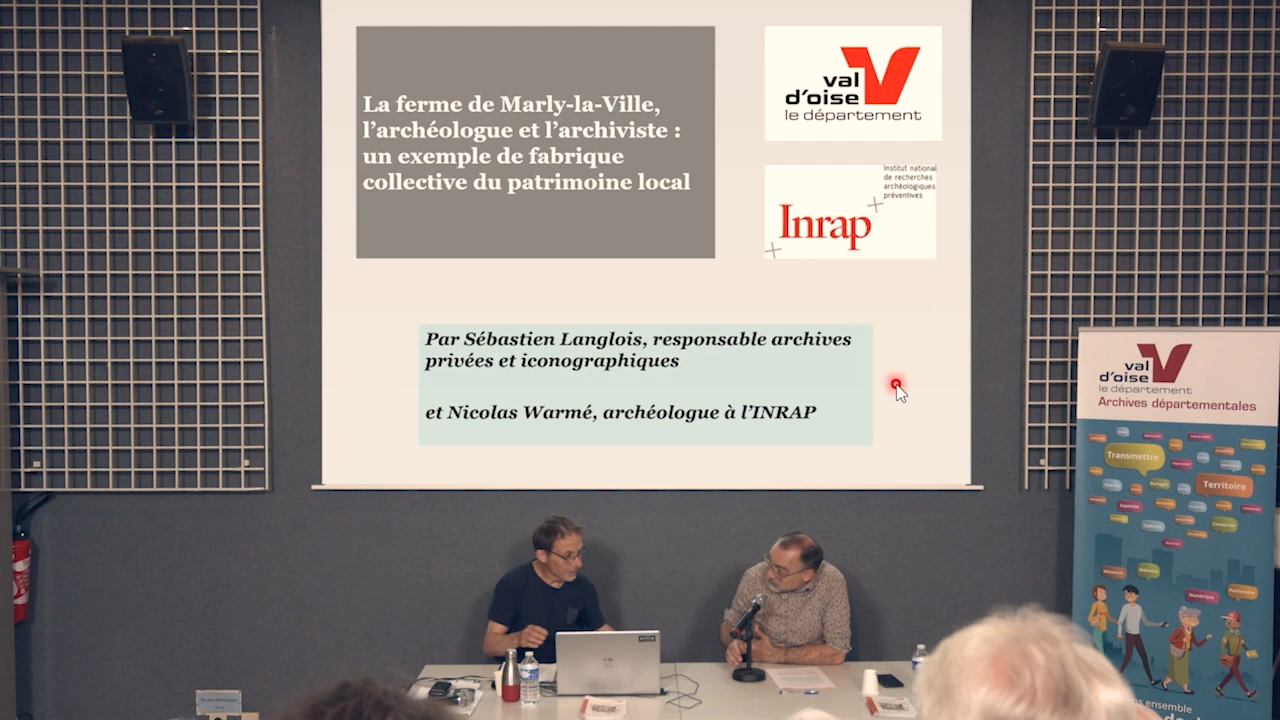 La ferme de Marly-la-Ville,
l'archéologue et l'archiviste :
un exemple de fabrique
collective du patrimoine local
val
d'oise
le département
Institut national
de recherches
archéologiques
préventives
Inrap
Par Sébastien Langlois, responsable archives
privées et iconographiques
et Nicolas Warmé, archéologue à l'INRAP
val
d'oise
le département
Archives départementales
Transmettre
Territoire
ensemble